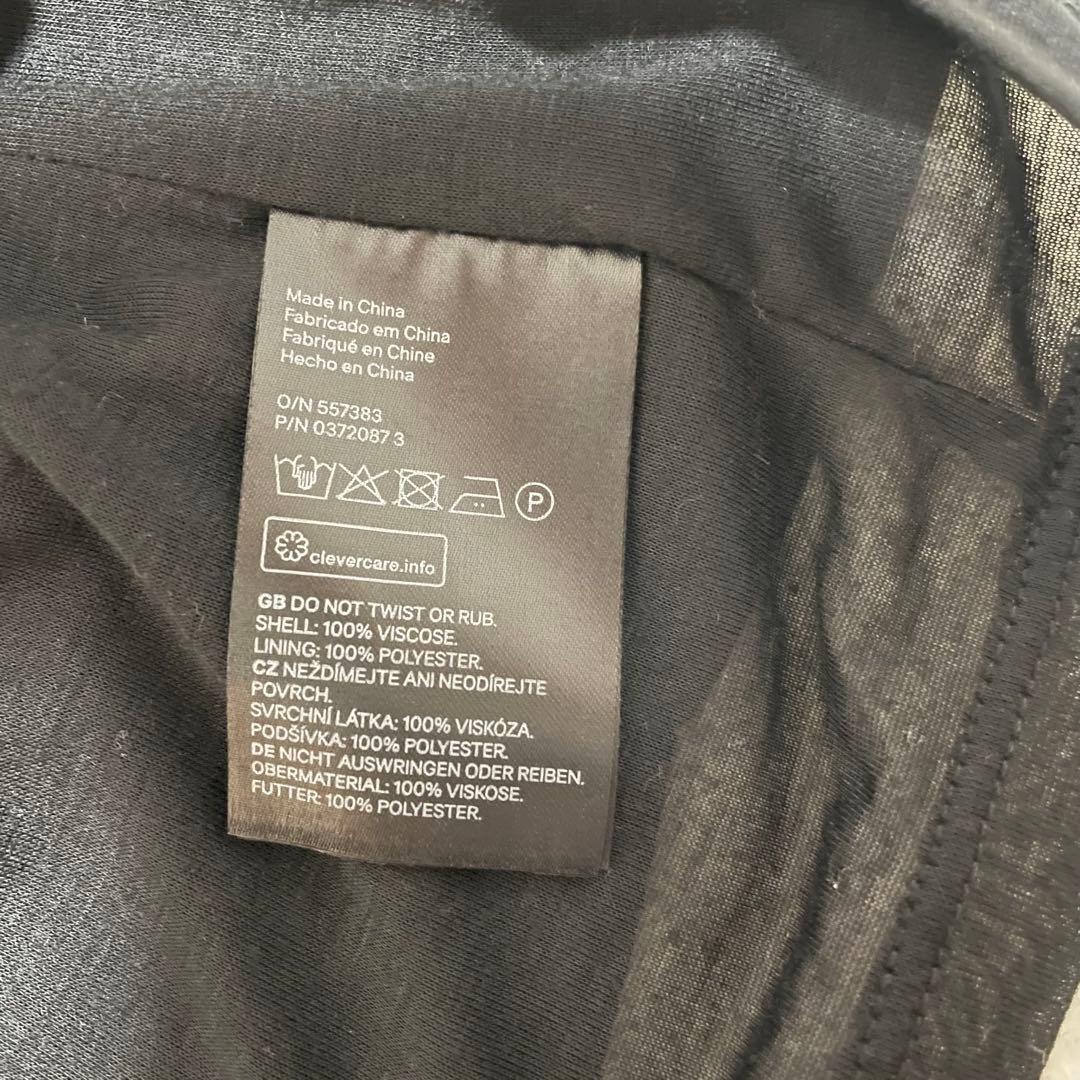 Made in China
Fabricado em China
Fabriqué en Chine
Hecho en China
O/N 557383
P/N 0372087 3
P
clevercare.info
GB DO NOT TWIST OR RUB.
SHELL: 100% VISCOSE.
LINING: 100% POLYESTER.
CZ NEŽDÍMEJTE ANI NEODÍREJTE
POVRCH.
SVRCHNÍ LÁTKA: 100% VISKÓZA.
PODŠÍVKA: 100% POLYESTER.
DE NICHT AUSWRINGEN ODER REIBEN.
OBERMATERIAL: 100% VISKOSE.
FUTTER: 100% POLYESTER.